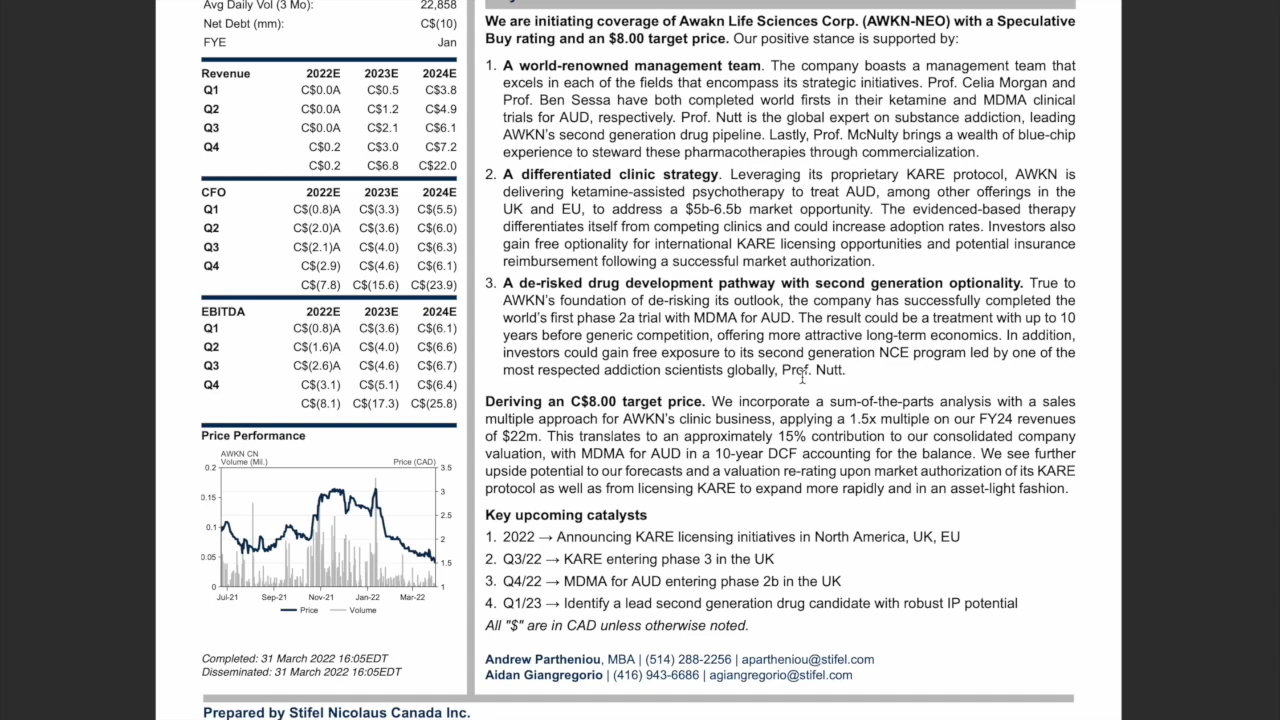 Avg Daily Vol (3 Mo): 22,858
Net Debt (mm): C$(10)
FYE Jan
Revenue 2022E 2023E 2024E
Q1 C$0.0A C$0.5 C$3.8
Q2 C$0.0A C$1.2 C$4.9
Q3 C$0.0A C$2.1 C$6.1
Q4 C$0.2 C$3.0 C$7.2
C$0.2 C$6.8 C$22.0
CFO 2022E 2023E 2024E
Q1 C$(0.8)A C$(3.3) C$(5.5)
Q2 C$(2.0)A C$(3.6) C$(6.0)
Q3 C$(2.1)A C$(4.0) C$(6.3)
Q4 C$(2.9) C$(4.6) C$(6.1)
C$(7.8) C$(15.6) C$(23.9)
EBITDA 2022E 2023E 2024E
Q1 C$(0.8)A C$(3.6) C$(6.1)
Q2 C$(1.6)A C$(4.0) C$(6.6)
Q3 C$(2.6)A C$(4.6) C$(6.7)
Q4 C$(3.1) C$(5.1) C$(6.4)
C$(8.1) C$(17.3) C$(25.8)
Price Performance
AWKN CN
Volume (Mil.) Price (CAD)
0.2 3.5
3
0.15
2.5
0.1
2
0.05
1.5
0 1
Jul-21 Sep-21 Nov-21 Jan-22 Mar-22
Price Volume
Completed: 31 March 2022 16:05EDT
Disseminated: 31 March 2022 16:05EDT
We are initiating coverage of Awakn Life Sciences Corp. (AWKN-NEO) with a Speculative
Buy rating and an $8.00 target price. Our positive stance is supported by:
1. A world-renowned management team. The company boasts a management team that
excels in each of the fields that encompass its strategic initiatives. Prof. Celia Morgan and
Prof. Ben Sessa have both completed world firsts in their ketamine and MDMA clinical
trials for AUD, respectively. Prof. Nutt is the global expert on substance addiction, leading
AWKN's second generation drug pipeline. Lastly, Prof. McNulty brings a wealth of blue-chip
experience to steward these pharmacotherapies through commercialization.
2. A differentiated clinic strategy. Leveraging its proprietary KARE protocol, AWKN is
delivering ketamine-assisted psychotherapy to treat AUD, among other offerings in the
UK and EU, to address a $5b-6.5b market opportunity. The evidenced-based therapy
differentiates itself from competing clinics and could increase adoption rates. Investors also
gain free optionality for international KARE licensing opportunities and potential insurance
reimbursement following a successful market authorization.
3. A de-risked drug development pathway with second generation optionality. True to
AWKN's foundation of de-risking its outlook, the company has successfully completed the
world's first phase 2a trial with MDMA for AUD. The result could be a treatment with up to 10
years before generic competition, offering more attractive long-term economics. In addition,
investors could gain free exposure to its second generation NCE program led by one of the
most respected addiction scientists globally, Prof. Nutt.
Deriving an C$8.00 target price. We incorporate a sum-of-the-parts analysis with a sales
multiple approach for AWKN's clinic business, applying a 1.5x multiple on our FY24 revenues
of $22m. This translates to an approximately 15% contribution to our consolidated company
valuation, with MDMA for AUD in a 10-year DCF accounting for the balance. We see further
upside potential to our forecasts and a valuation re-rating upon market authorization of its KARE
protocol as well as from licensing KARE to expand more rapidly and in an asset-light fashion.
Key upcoming catalysts
1. 2022 → Announcing KARE licensing initiatives in North America, UK, EU
2. Q3/22 → KARE entering phase 3 in the UK
3. Q4/22 → MDMA for AUD entering phase 2b in the UK
4. Q1/23 → Identify a lead second generation drug candidate with robust IP potential
All "$" are in CAD unless otherwise noted.
Andrew Partheniou, MBA | (514) 288-2256 | apartheniou@stifel.com
Aidan Giangregorio | (416) 943-6686 | agiangregorio@stifel.com
Prepared by Stifel Nicolaus Canada Inc.